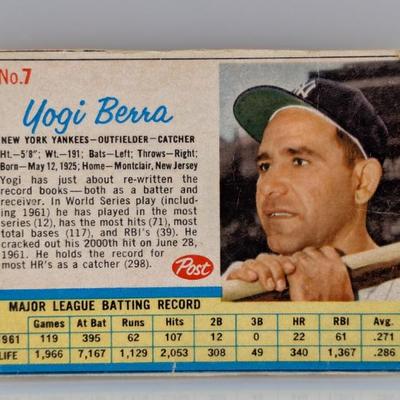 No.7
Yogi Berra
NEW YORK YANKEES—OUTFIELDER-CATCHER
Ht.—5'8"; Wt.—191; Bats—Left; Throws—Right;
Born—May 12, 1925; Home—Montclair, New Jersey
Yogi has just about re-written the
record books—both as a batter and
receiver. In World Series play (includ-
ing 1961) he has played in the most
series (12), has the most hits (71), most
total bases (117), and RBI's (39). He
cracked out his 2000th hit on June 28,
1961. He holds the record for
most HR's as a catcher (298).
Post
MAJOR LEAGUE BATTING RECORD
Games At Bat Runs Hits 2B 3B HR RBI Avg.
1961 119 395 62 107 12 0 22 61 .271
LIFE 1,966 7,167 1,129 2,053 308 49 340 1,367 .286